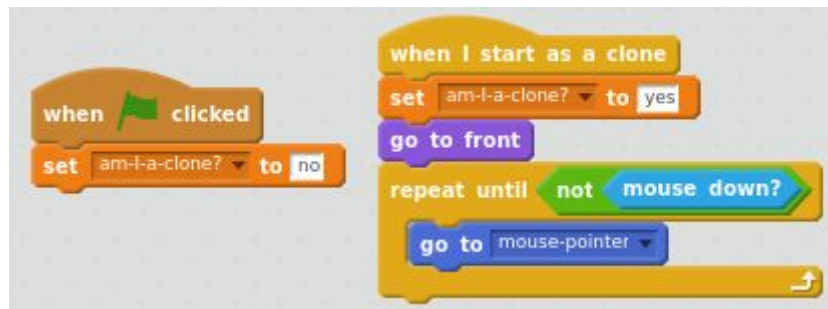 when clicked
set am-I-a-clone? to no
when I start as a clone
set am-I-a-clone? to yes
go to front
repeat until not mouse down?
go to mouse-pointer